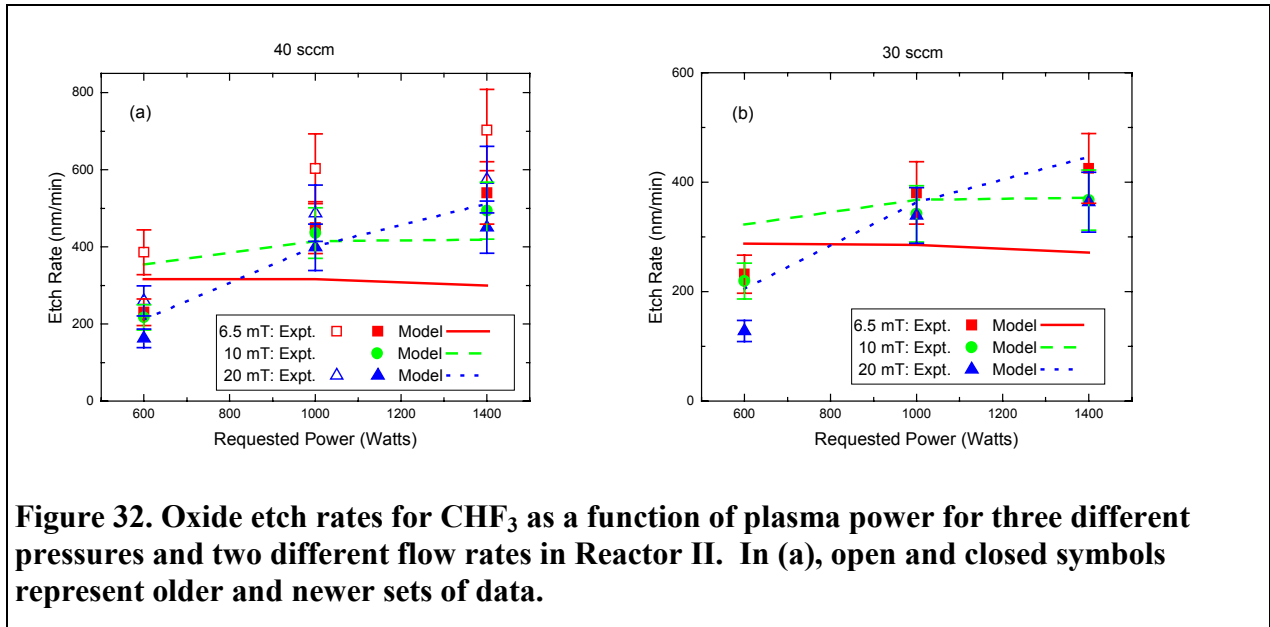 40 sccm
(a)
Etch Rate (nm/min)
800
600
400
200
0
6.5 mT: Expt. Model
10 mT: Expt. Model
20 mT: Expt. Model
600 800 1000 1200 1400
Requested Power (Watts)
30 sccm
(b)
Etch Rate (nm/min)
600
400
200
0
6.5 mT: Expt. Model
10 mT: Expt. Model
20 mT: Expt. Model
600 800 1000 1200 1400
Requested Power (Watts)
Figure 32. Oxide etch rates for CHF₃ as a function of plasma power for three different
pressures and two different flow rates in Reactor II. In (a), open and closed symbols
represent older and newer sets of data.